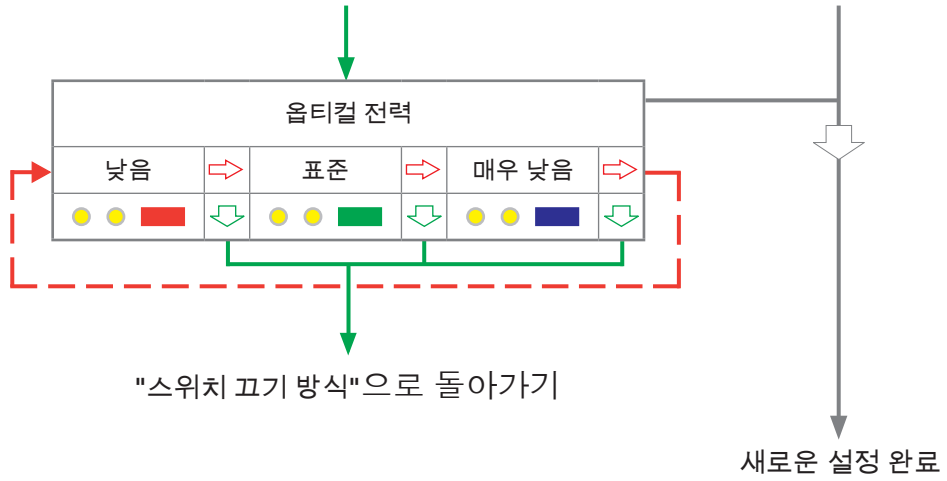 옵티컬 전력
낮음 표준 매우 낮음
"스위치 끄기 방식"으로 돌아가기
새로운 설정 완료